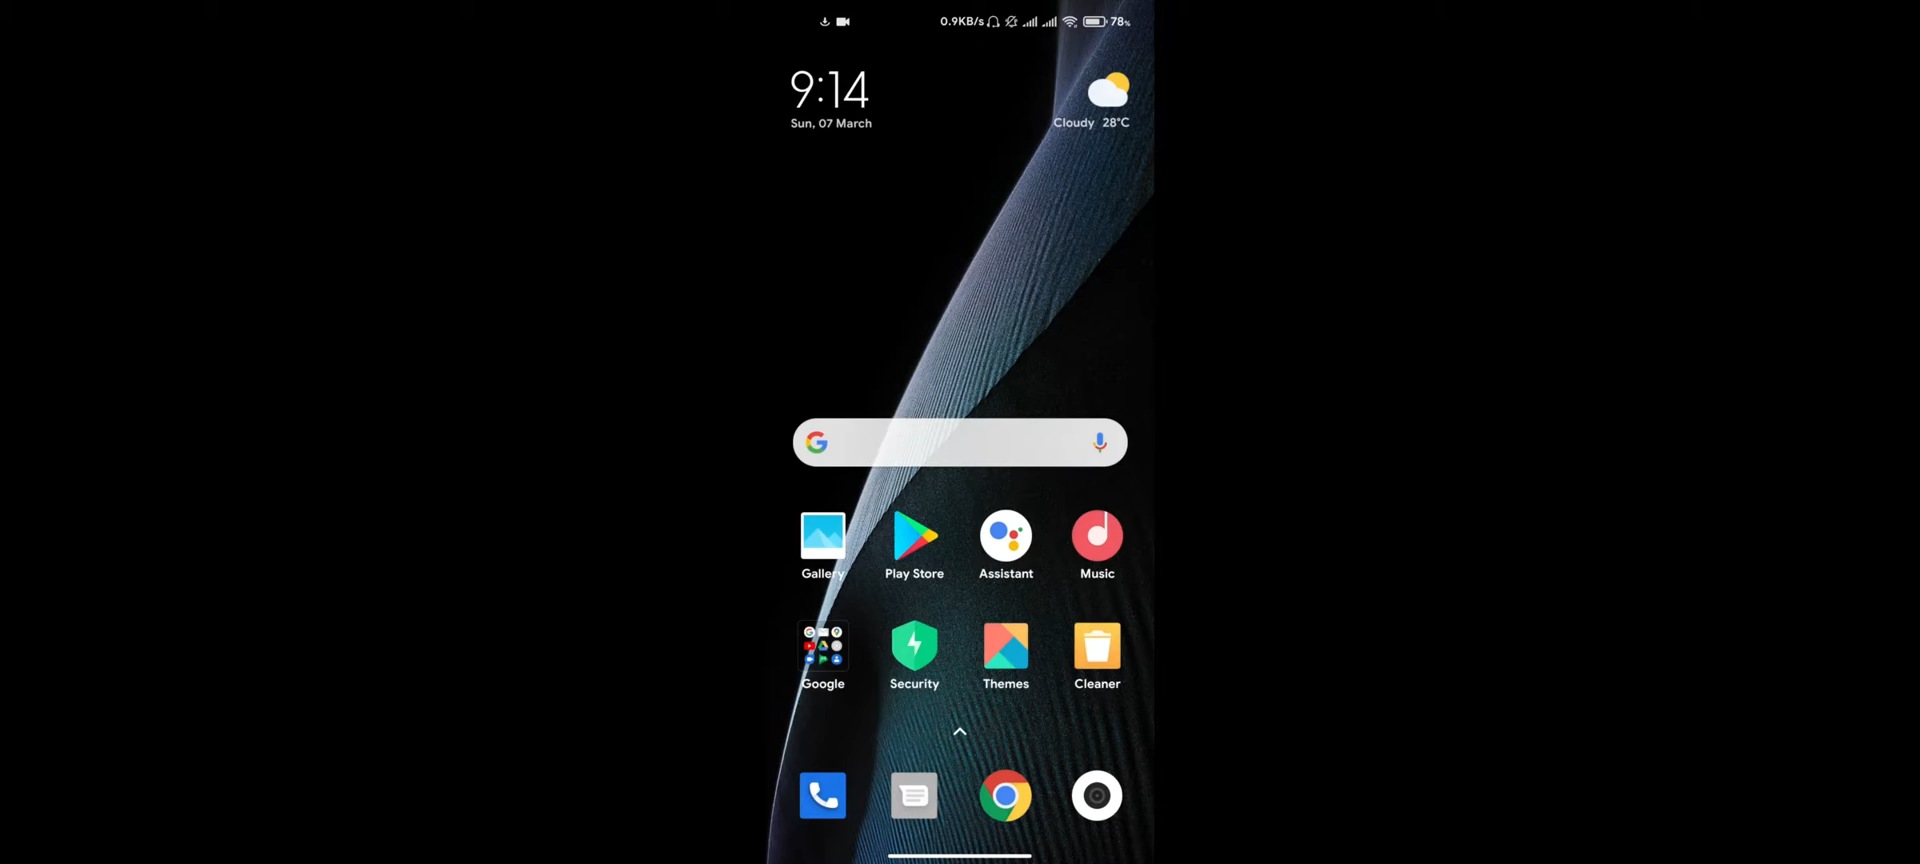 0.9KB/s 78%
9:14
Sun, 07 March
Cloudy 28°C
Gallery Play Store Assistant Music
Google Security Themes Cleaner